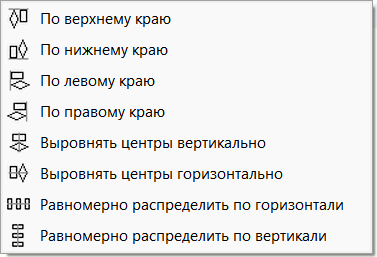 По верхнему краю
По нижнему краю
По левому краю
По правому краю
Выровнять центры вертикально
Выровнять центры горизонтально
Равномерно распределить по горизонтали
Равномерно распределить по вертикали